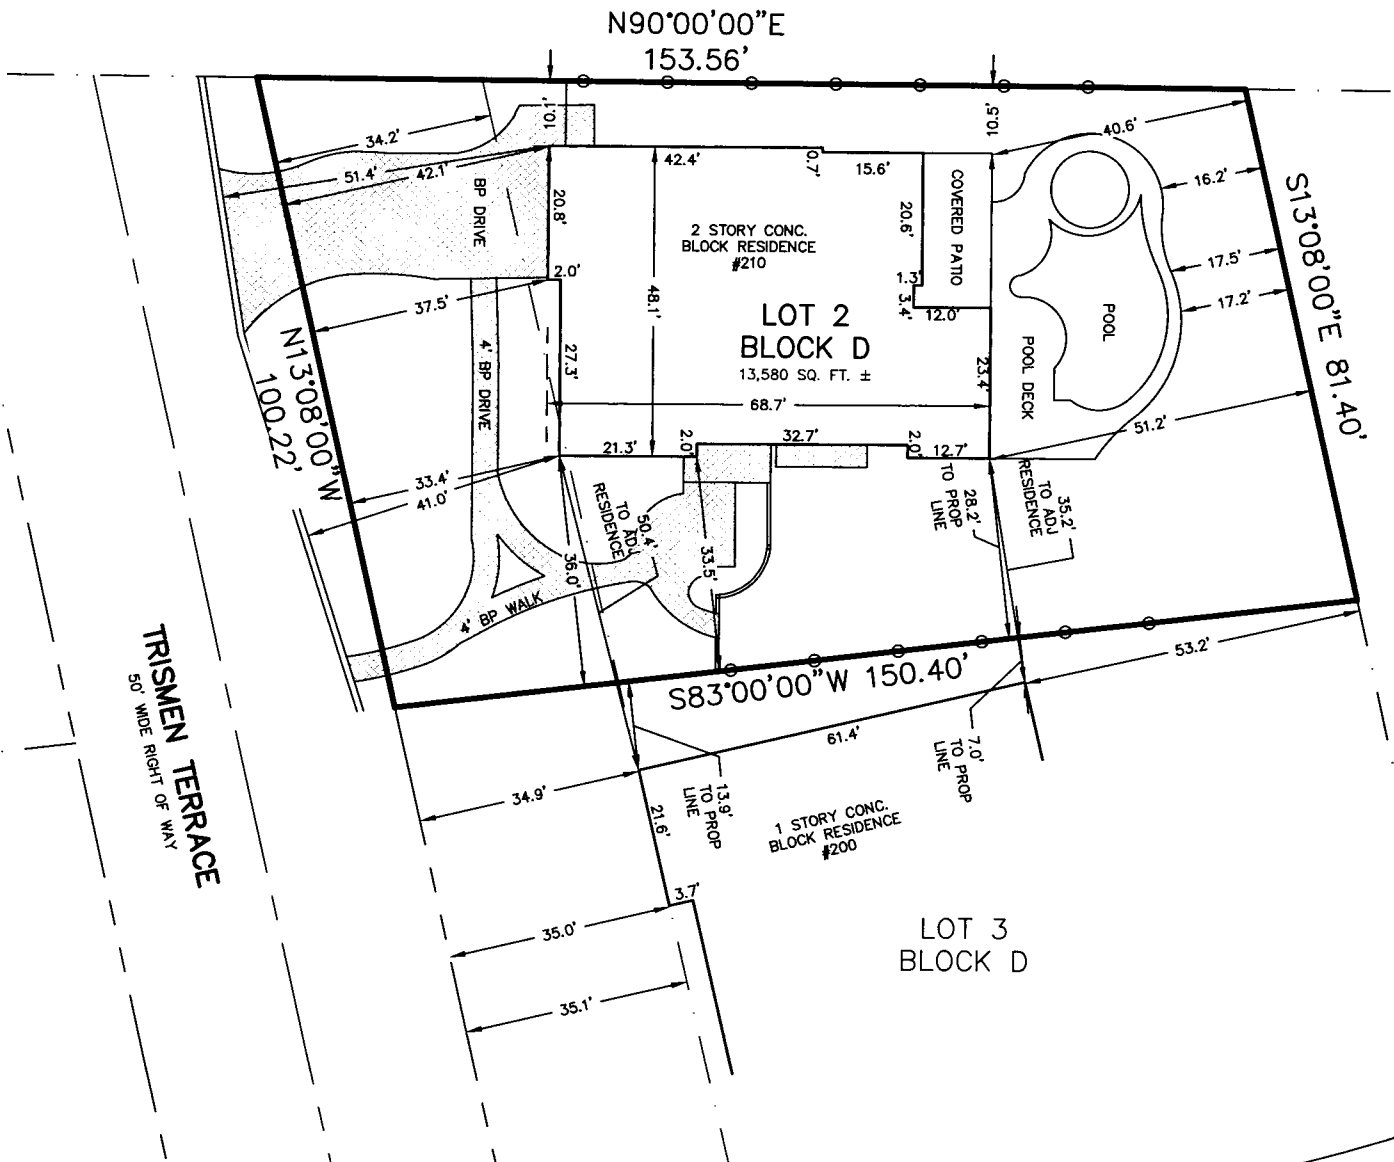 N90°00'00"E
153.56'
10.1'
10.5'
34.2'
40.6'
51.4'
42.1'
42.4'
0.7'
15.6'
16.2'
BP DRIVE
20.8'
20.6'
COVERED PATIO
S13°08'00"E 81.40'
2 STORY CONC.
BLOCK RESIDENCE
#210
17.5'
2.0'
1.3'
3.4'
12.0'
17.2'
37.5'
48.1'
LOT 2
BLOCK D
13,580 SQ. FT. ±
POOL
POOL DECK
N13°08'00"W
100.22'
4' BP DRIVE
27.3'
23.4'
68.7'
51.2'
21.3'
2.0'
32.7'
2.0'
12.7'
33.4'
41.0'
50.4'
TO ADJ
RESIDENCE
28.2'
TO PROP
LINE
35.2'
TO ADJ
RESIDENCE
36.0'
33.5'
4' BP WALK
TRISMEN TERRACE
50' WIDE RIGHT OF WAY
S83°00'00"W 150.40'
53.2'
61.4'
7.0'
TO PROP
LINE
13.9'
TO PROP
LINE
34.9'
21.6'
1 STORY CONC.
BLOCK RESIDENCE
#200
3.7'
35.0'
LOT 3
BLOCK D
35.1'